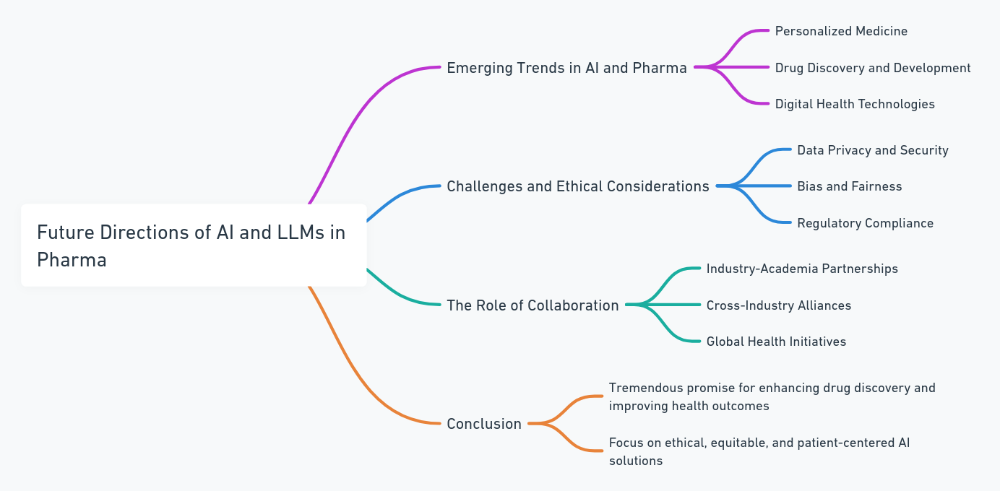 Future Directions of AI and LLMs in
Pharma
Emerging Trends in AI and Pharma
Personalized Medicine
Drug Discovery and Development
Digital Health Technologies
Challenges and Ethical Considerations
Data Privacy and Security
Bias and Fairness
Regulatory Compliance
The Role of Collaboration
Industry-Academia Partnerships
Cross-Industry Alliances
Global Health Initiatives
Conclusion
Tremendous promise for enhancing drug discovery and
improving health outcomes
Focus on ethical, equitable, and patient-centered AI
solutions